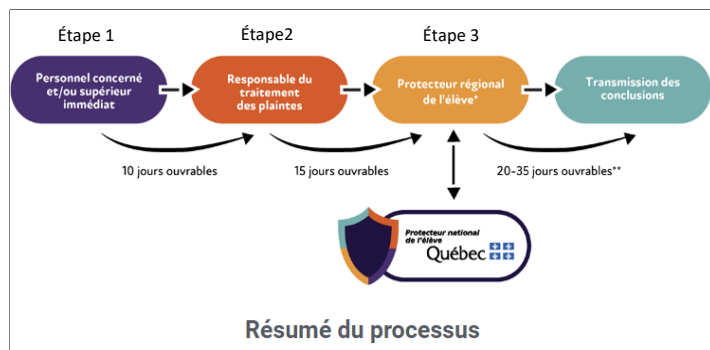 Étape 1
Étape2
Étape 3
Personnel concerné
et/ou supérieur
immédiat
Responsable du
traitement
des plaintes
Protecteur régional
de l'élève*
Transmission des
conclusions
10 jours ouvrables
15 jours ouvrables
20-35 jours ouvrables**
Protecteur national
de l'élève
Québec
Résumé du processus